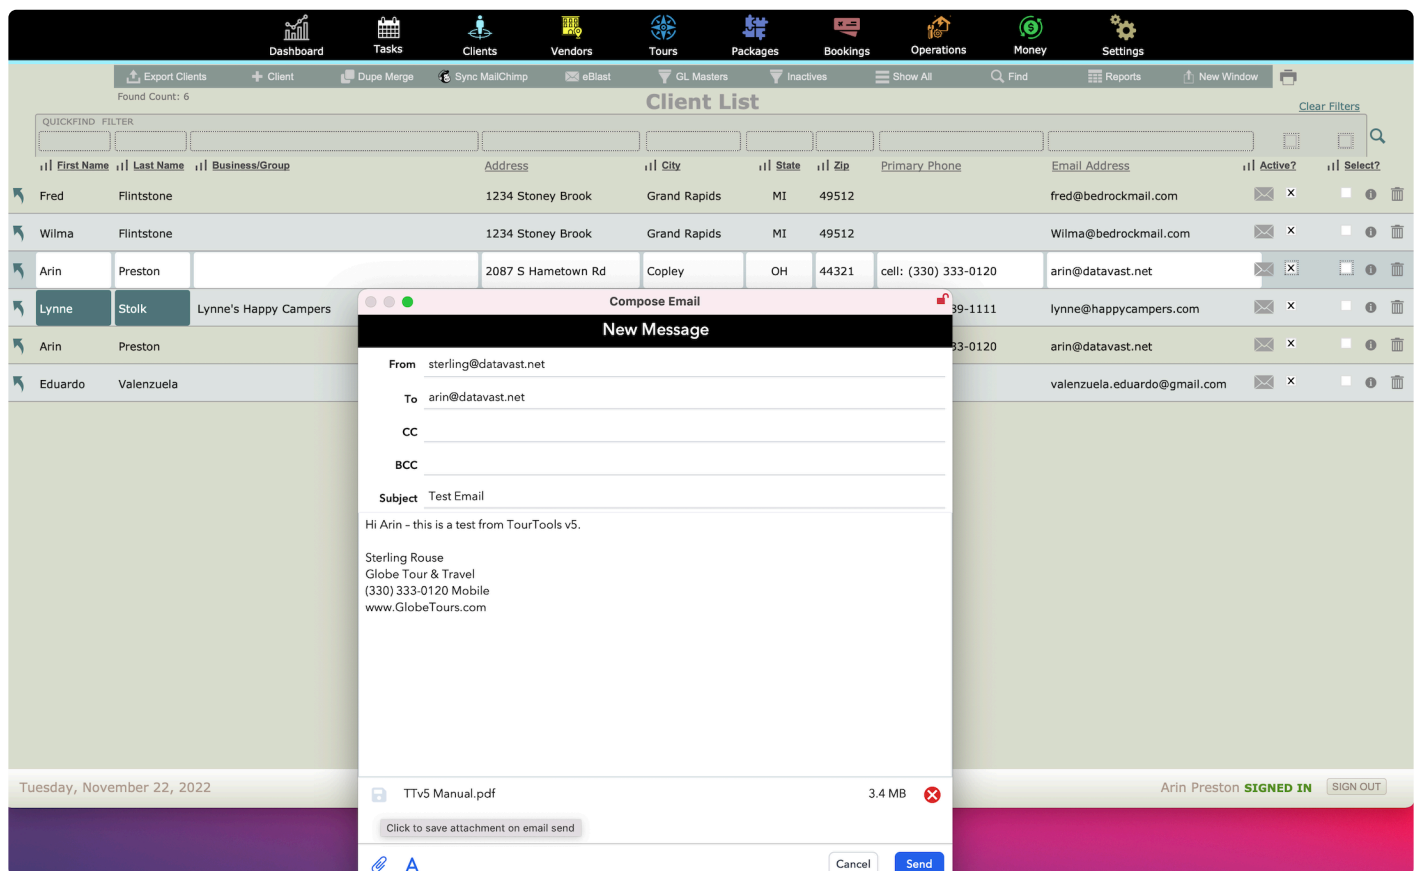 Dashboard Tasks Clients Vendors Tours Packages Bookings Operations Money Settings
Export Clients Client Dupe Merge Sync MailChimp eBlast GL Masters Inactives Show All Find Reports New Window
Found Count: 6
Client List
Clear Filters
QUICKFIND FILTER
First Name Last Name Business/Group Address City State Zip Primary Phone Email Address Active? Select?
Fred Flintstone 1234 Stoney Brook Grand Rapids MI 49512 fred@bedrockmail.com x
Wilma Flintstone 1234 Stoney Brook Grand Rapids MI 49512 Wilma@bedrockmail.com x
Arin Preston 2087 S Hametown Rd Copley OH 44321 cell: (330) 333-0120 arin@datavast.net x
Lynne Stolk Lynne's Happy Campers 39-1111 lynne@happycampers.com x
Arin Preston 33-0120 arin@datavast.net x
Eduardo Valenzuela valenzuela.eduardo@gmail.com x
Compose Email
New Message
From sterling@datavast.net
To arin@datavast.net
CC
BCC
Subject Test Email
Hi Arin – this is a test from TourTools v5.
Sterling Rouse
Globe Tour & Travel
(330) 333-0120 Mobile
www.GlobeTours.com
Tuesday, November 22, 2022
Arin Preston SIGNED IN SIGN OUT
TTv5 Manual.pdf 3.4 MB
Click to save attachment on email send
A Cancel Send